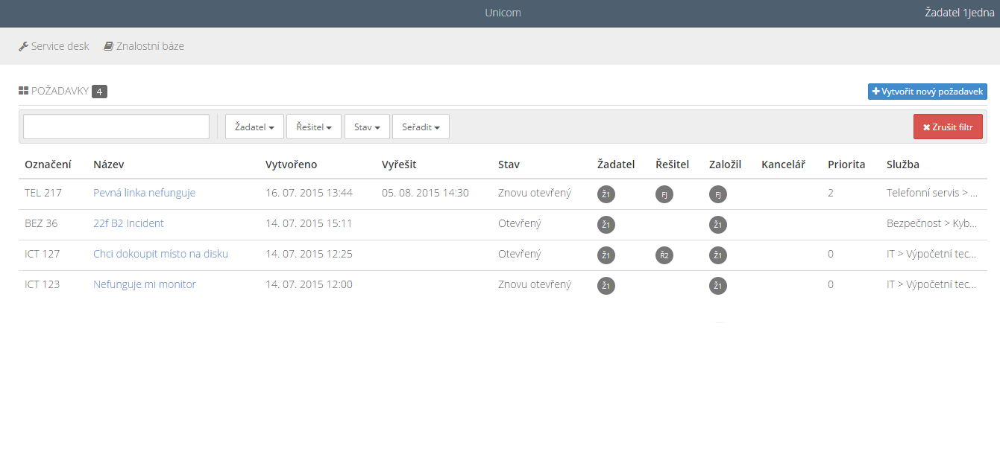 Unicom Žadatel 1Jedna
Service desk Znalostní báze
POŽADAVKY 4 Vytvořit nový požadavek
Žadatel Řešitel Stav Seřadit Zrušit filtr
Označení Název Vytvořeno Vyřešit Stav Žadatel Řešitel Založil Kancelář Priorita Služba
TEL 217 Pevná linka nefunguje 16. 07. 2015 13:44 05. 08. 2015 14:30 Znovu otevřený Ž1 FJ FJ 2 Telefonní servis > ...
BEZ 36 22f B2 Incident 14. 07. 2015 15:11 Otevřený Ž1 Ž1 Bezpečnost > Kyb...
ICT 127 Chci dokoupit místo na disku 14. 07. 2015 12:25 Otevřený Ž1 Ř2 Ž1 0 IT > Výpočetní tec...
ICT 123 Nefunguje mi monitor 14. 07. 2015 12:00 Znovu otevřený Ž1 Ž1 0 IT > Výpočetní tec...